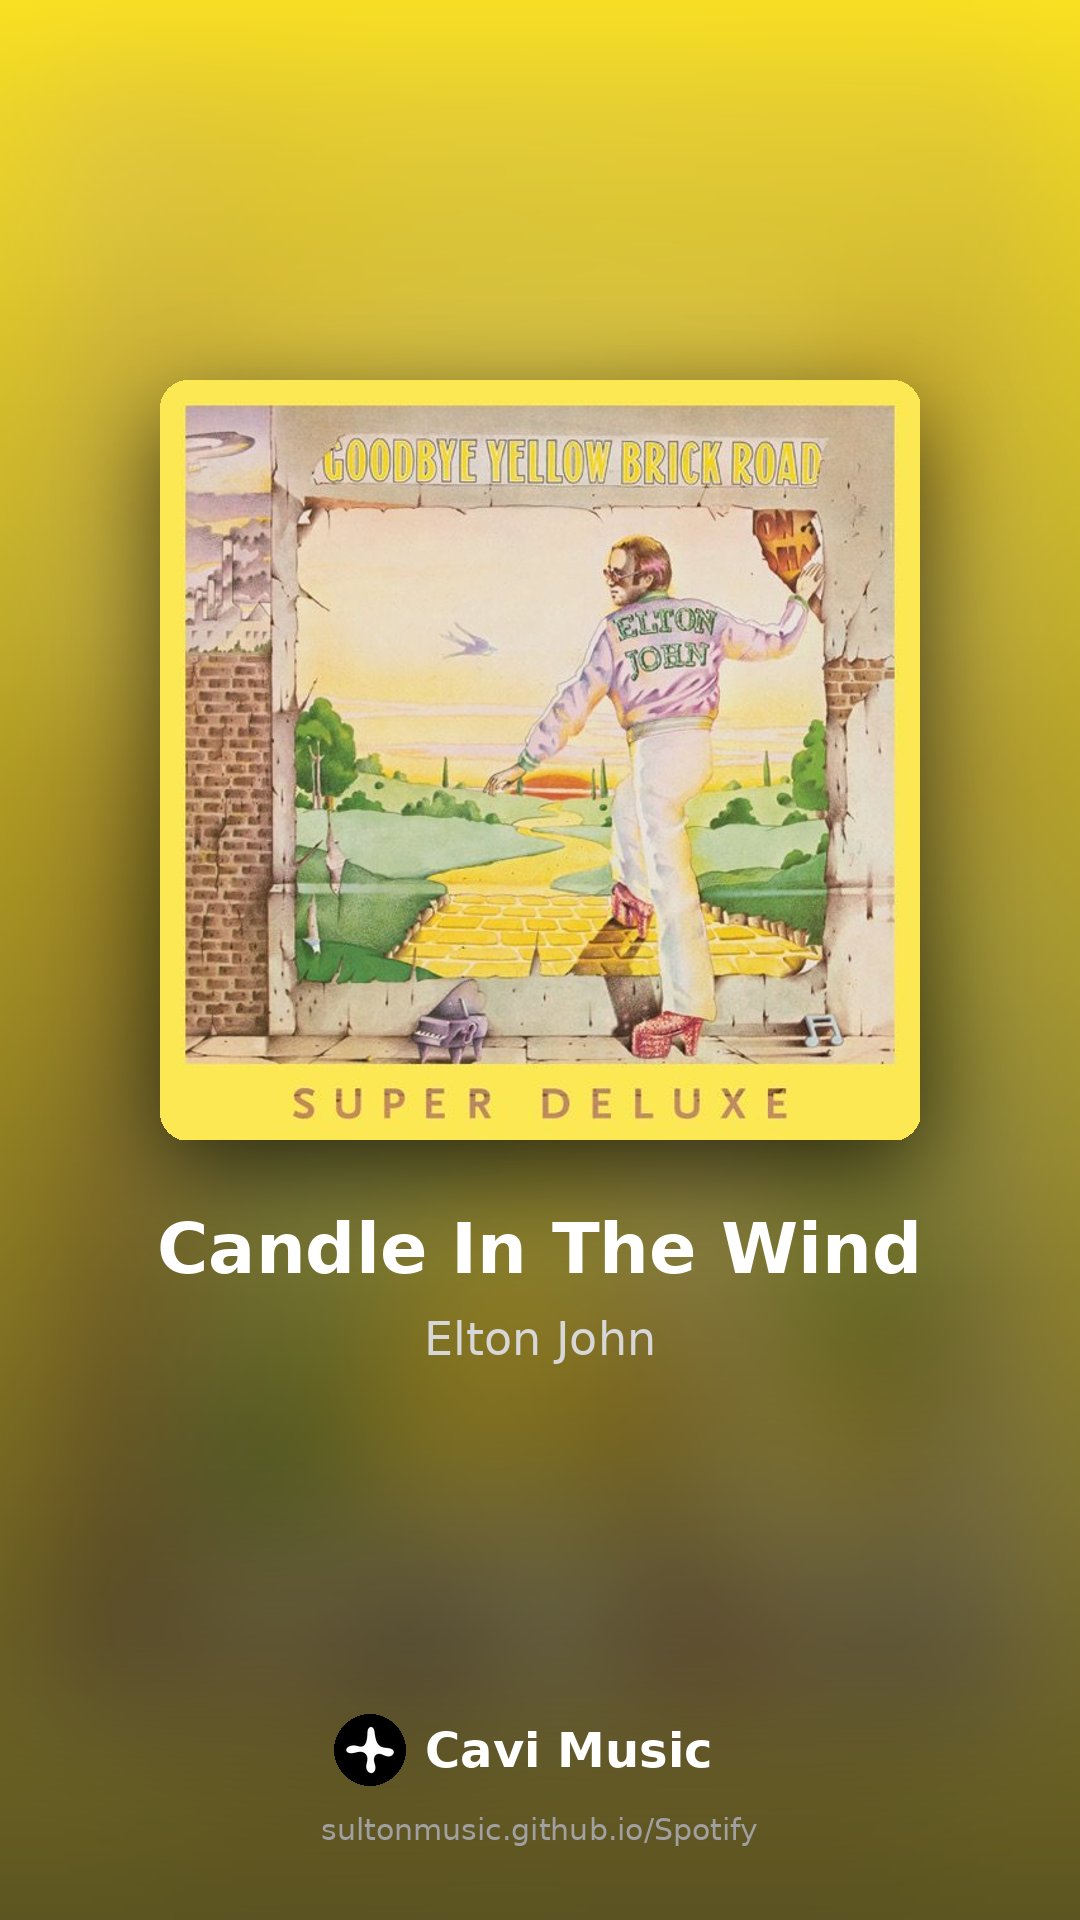 GOODBYE YELLOW BRICK ROAD
ELTON
JOHN
SUPER DELUXE
Candle In The Wind
Elton John
Cavi Music
sultonmusic.github.io/Spotify